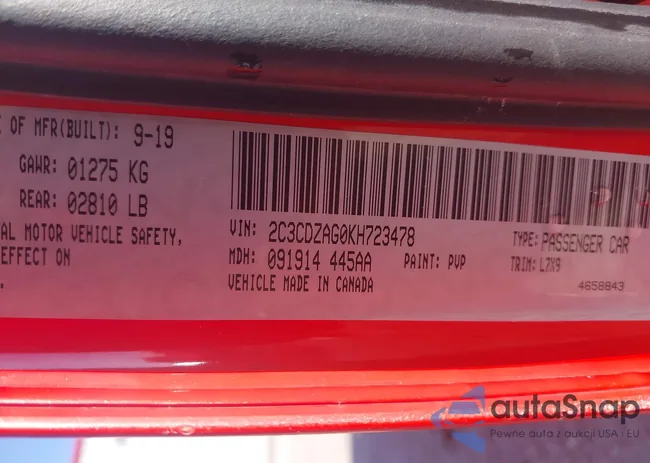 E OF MFR(BUILT): 9-19
GAWR: 01275 KG
REAR: 02810 LB
AL MOTOR VEHICLE SAFETY,
EFFECT ON
VIN: 2C3CDZAG0KH723478
MDH: 091914 445AA
PAINT: PVP
VEHICLE MADE IN CANADA
TYPE: PASSENGER CAR
TRIM: L7X9
4658843
autaSnap
Pewne auta z aukcji USA i EU